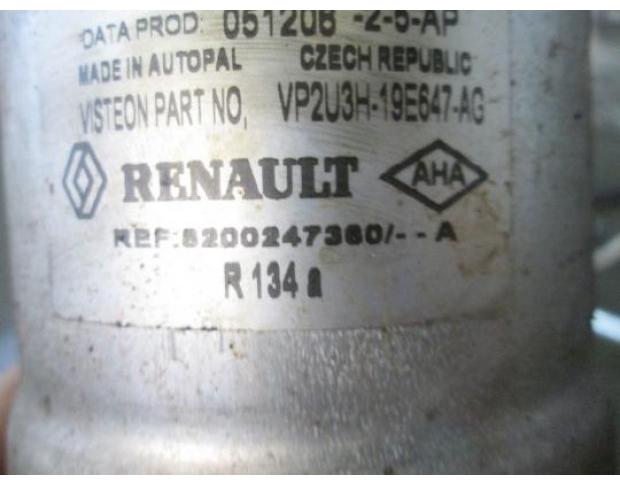 DATA PROD: 051206 -2-5-AP
MADE IN AUTOPAL CZECH REPUBLIC
VISTEON PART NO, VP2U3H-19E647-AG
RENAULT AHA
REF:8200247360/--A
R 134 a